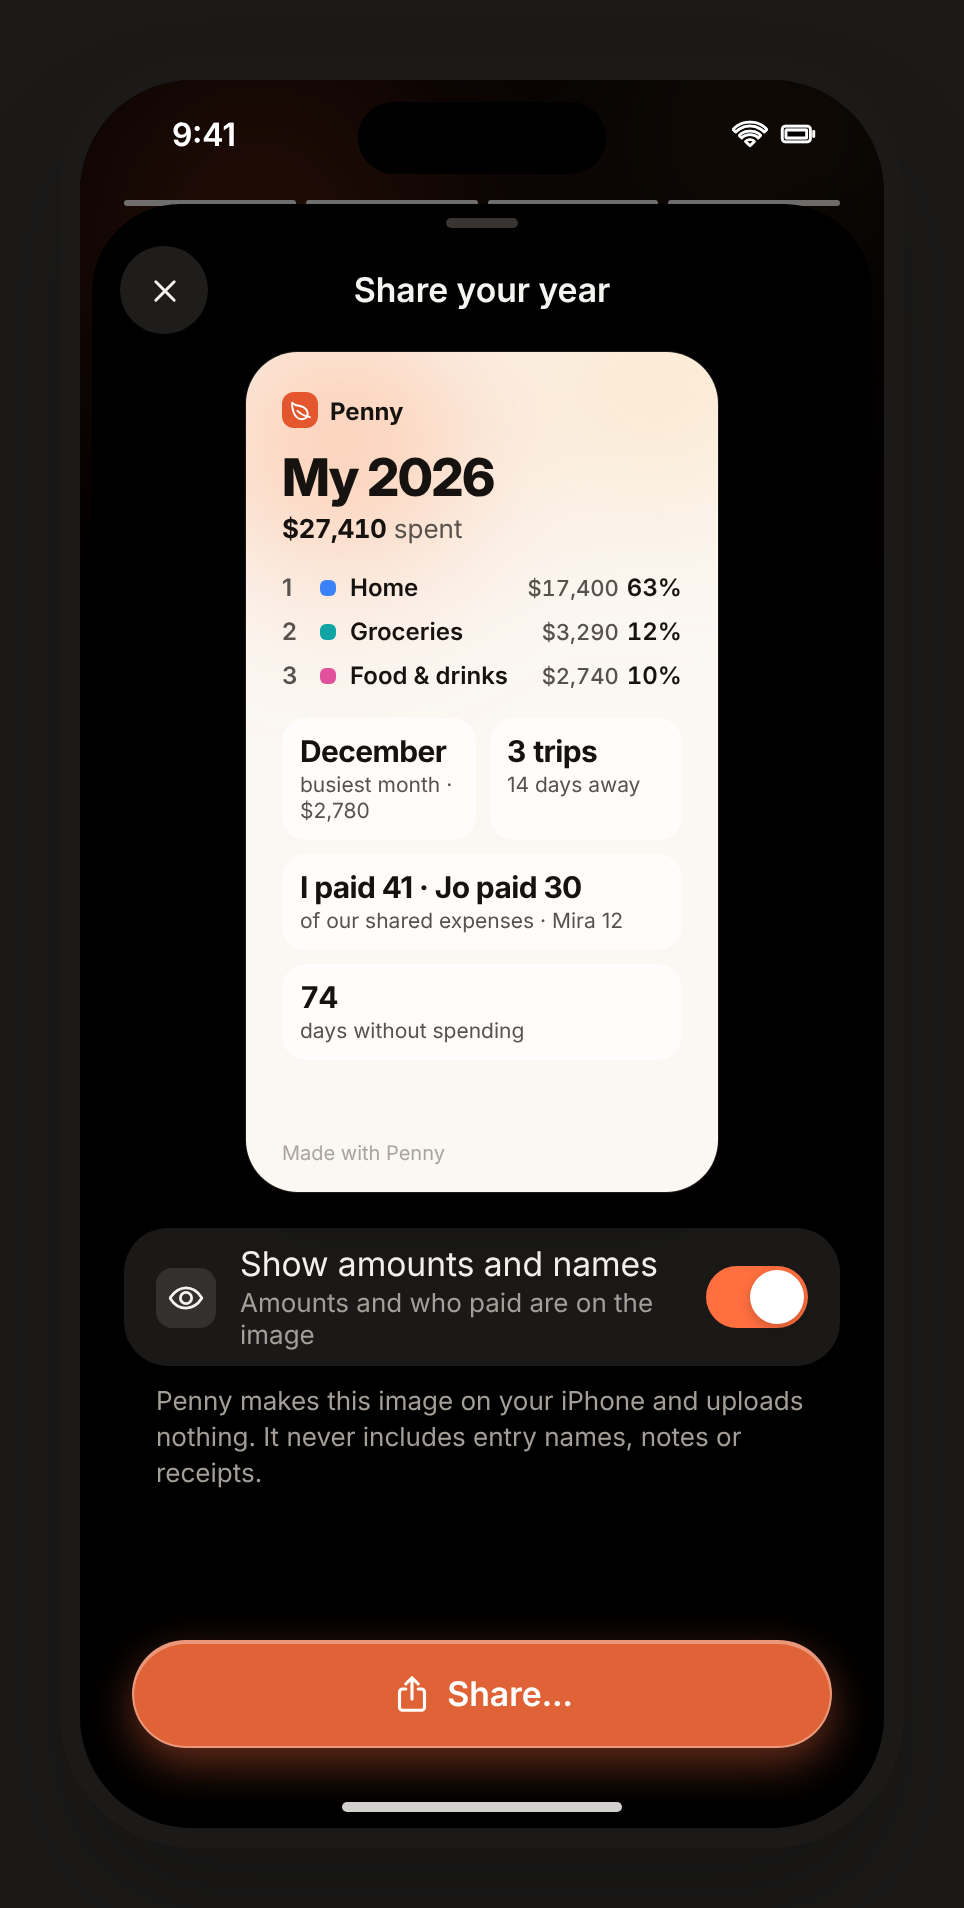 9:41
Share your year
Penny
My 2026
$27,410 spent
1 Home $17,400 63%
2 Groceries $3,290 12%
3 Food & drinks $2,740 10%
December
busiest month ·
$2,780
3 trips
14 days away
I paid 41 · Jo paid 30
of our shared expenses · Mira 12
74
days without spending
Made with Penny
Show amounts and names
Amounts and who paid are on the
image
Penny makes this image on your iPhone and uploads
nothing. It never includes entry names, notes or
receipts.
Share...